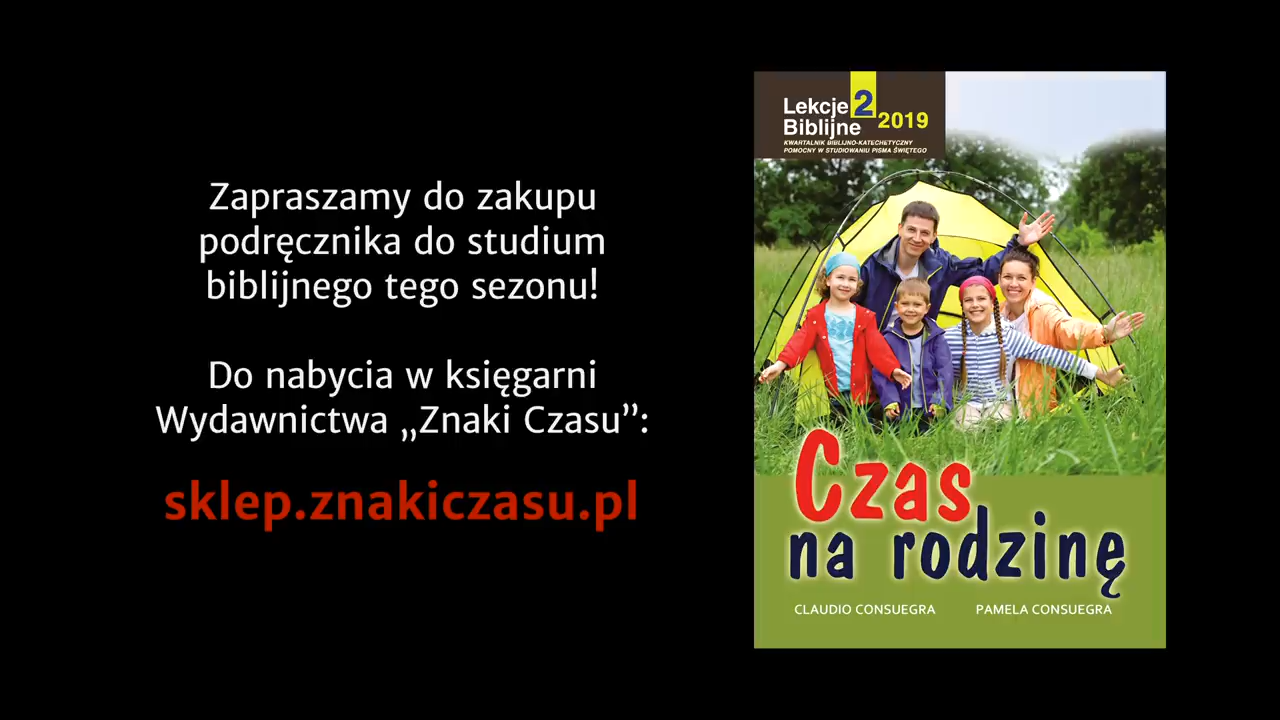 Zapraszamy do zakupu
podręcznika do studium
biblijnego tego sezonu!
Do nabycia w księgarni
Wydawnictwa „Znaki Czasu”:
sklep.znakiczasu.pl
Lekcje 2 2019
Biblijne
KWARTALNIK BIBLIJNO-KATECHETYCZNY
POMOCNY W STUDIOWANIU PISMA ŚWIĘTEGO
Czas
na rodzinę
CLAUDIO CONSUEGRA PAMELA CONSUEGRA